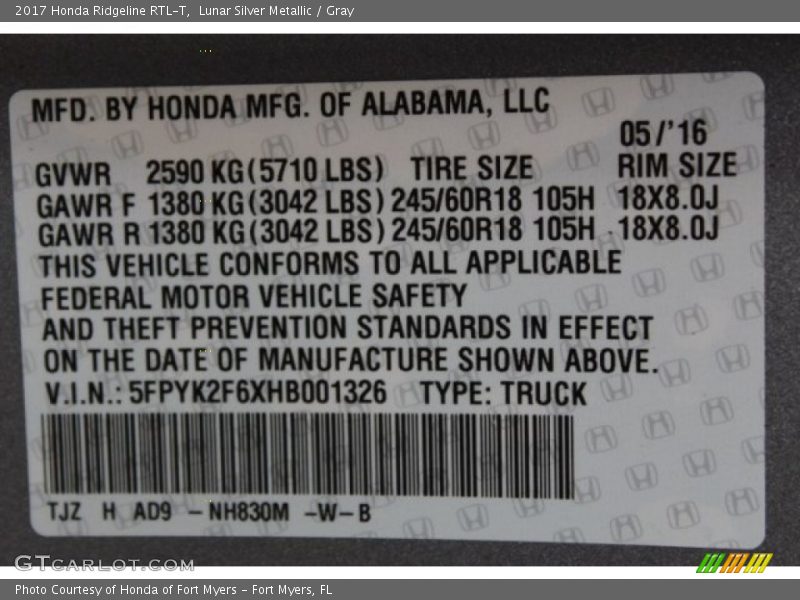 2017 Honda Ridgeline RTL-T, Lunar Silver Metallic / Gray
MFD. BY HONDA MFG. OF ALABAMA, LLC
05/'16
GVWR 2590 KG(5710 LBS) TIRE SIZE RIM SIZE
GAWR F 1380 KG(3042 LBS) 245/60R18 105H 18X8.0J
GAWR R 1380 KG(3042 LBS) 245/60R18 105H 18X8.0J
THIS VEHICLE CONFORMS TO ALL APPLICABLE
FEDERAL MOTOR VEHICLE SAFETY
AND THEFT PREVENTION STANDARDS IN EFFECT
ON THE DATE OF MANUFACTURE SHOWN ABOVE.
V.I.N.: 5FPYK2F6XHB001326 TYPE: TRUCK
TJZ H AD9 -NH830M -W-B
GTCARLOT.COM
Photo Courtesy of Honda of Fort Myers - Fort Myers, FL